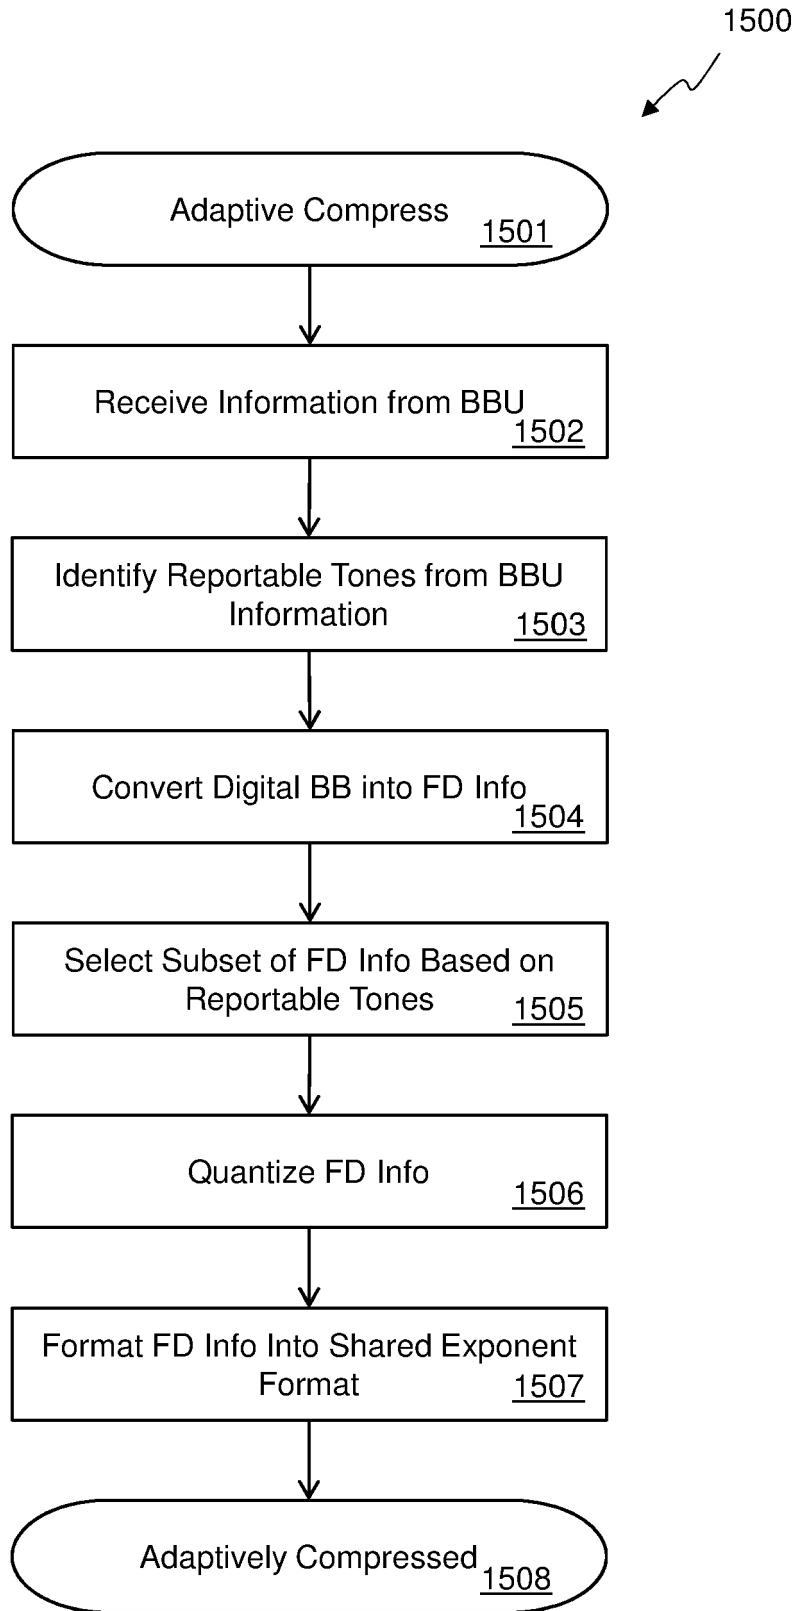 1500
Adaptive Compress
1501
Receive Information from BBU
1502
Identify Reportable Tones from BBU
Information
1503
Convert Digital BB into FD Info
1504
Select Subset of FD Info Based on
Reportable Tones
1505
Quantize FD Info
1506
Format FD Info Into Shared Exponent
Format
1507
Adaptively Compressed
1508